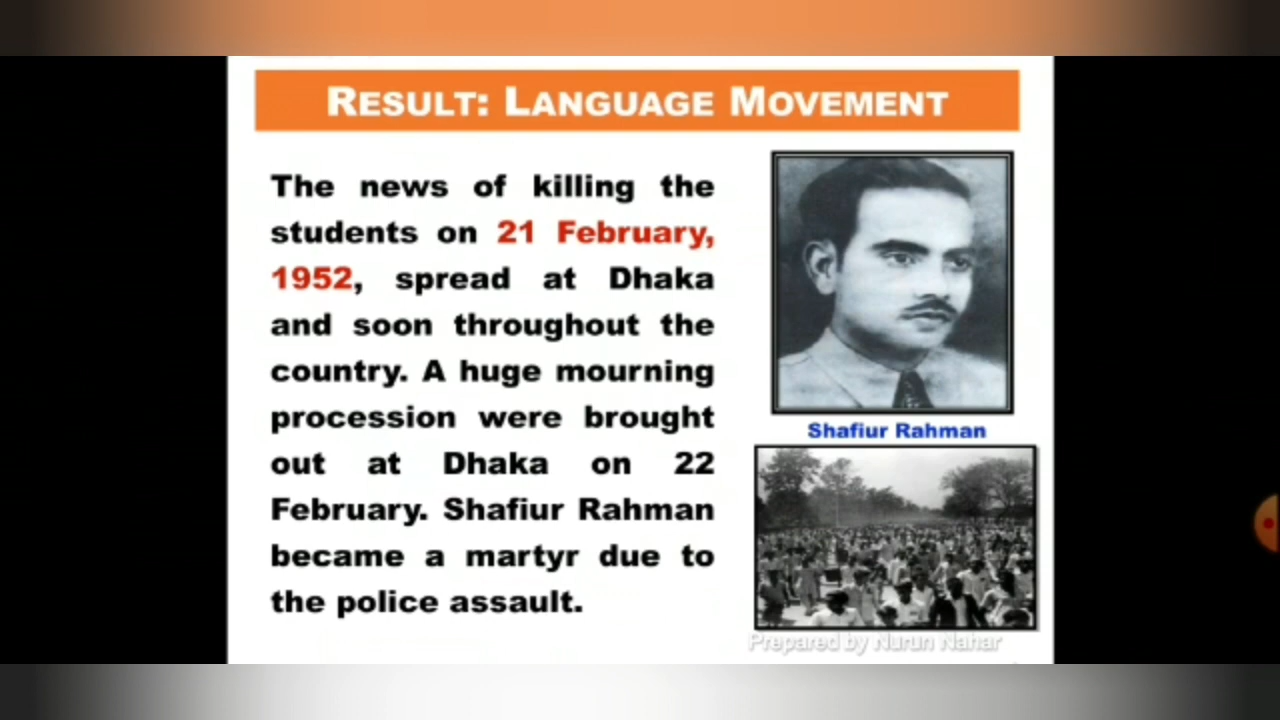 RESULT: LANGUAGE MOVEMENT
The news of killing the
students on 21 February,
1952, spread at Dhaka
and soon throughout the
country. A huge mourning
procession were brought
out at Dhaka on 22
February. Shafiur Rahman
became a martyr due to
the police assault.
Shafiur Rahman
Prepared by Nurun Nahar